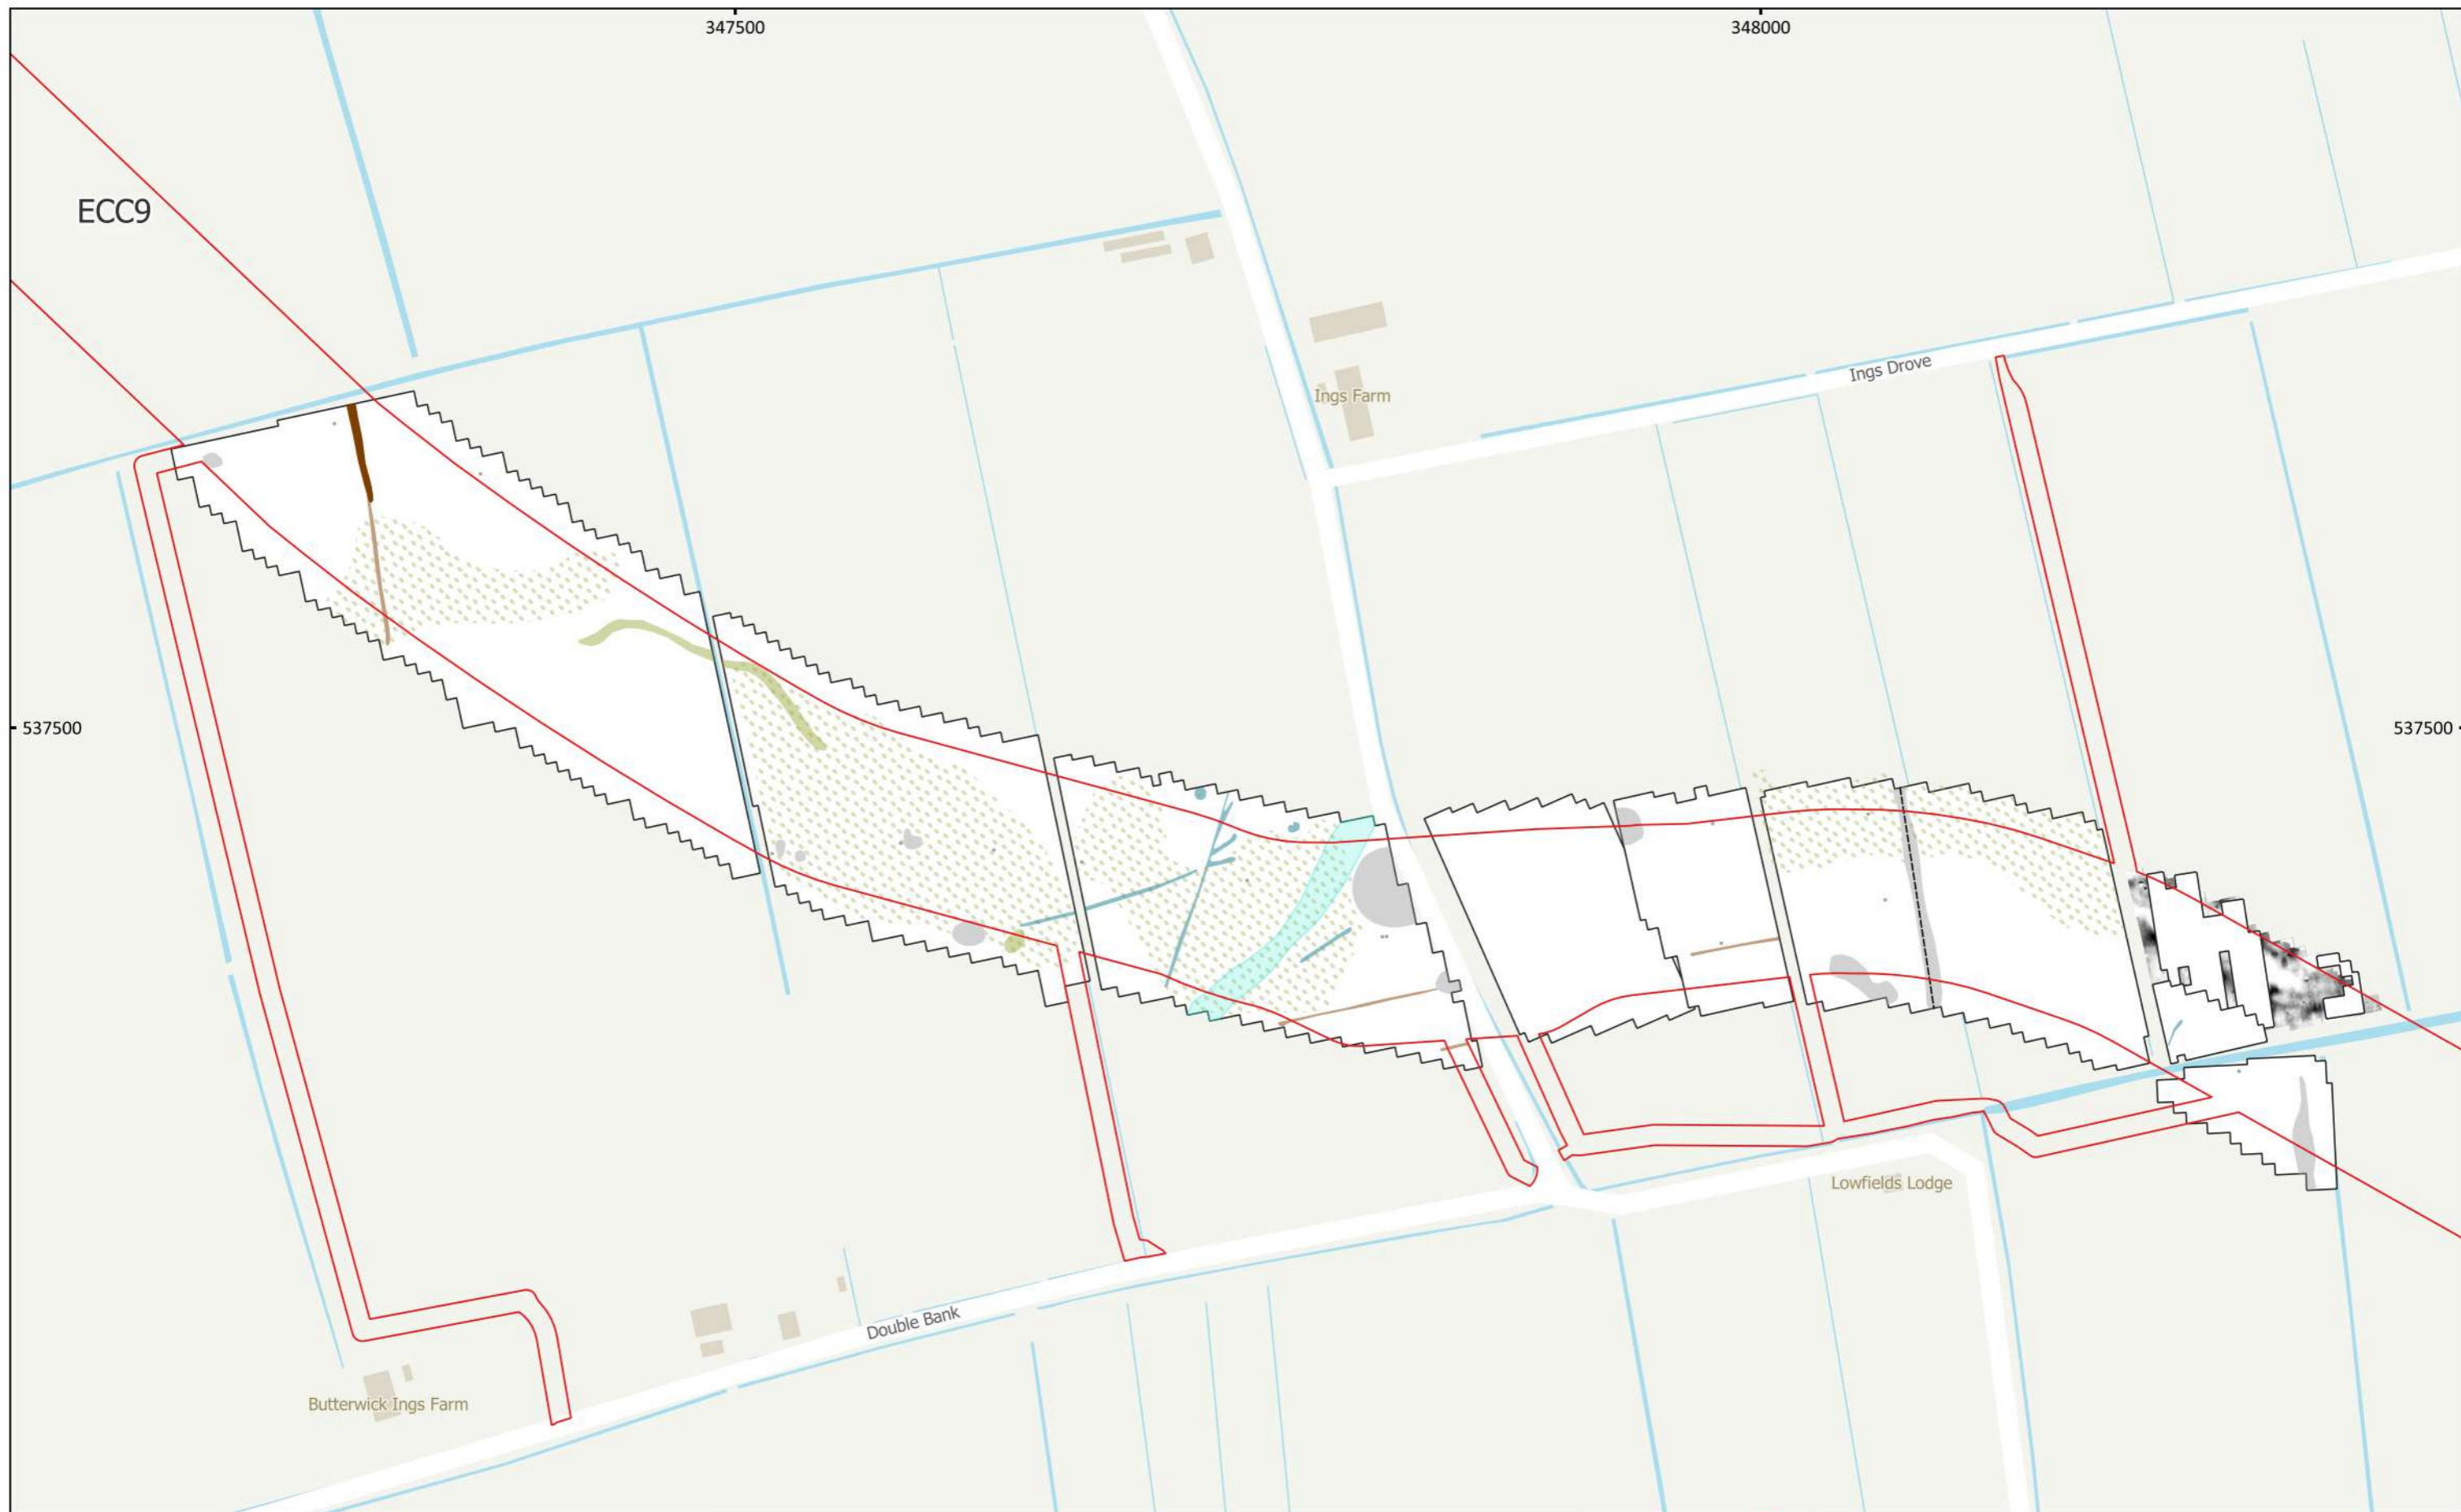 347500
348000
ECC9
Ings Drove
Ings Farm
537500
537500
Lowfields Lodge
Double Bank
Butterwick Ings Farm